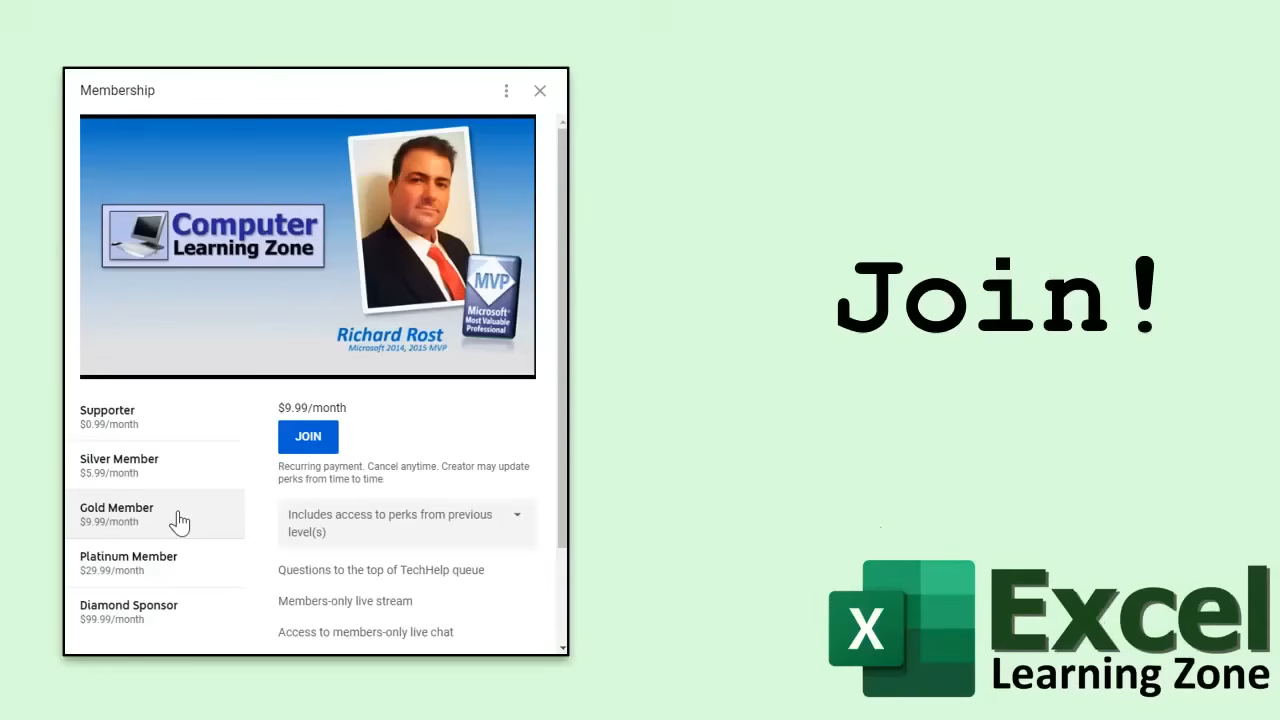 Membership
Computer
Learning Zone
MVP
Microsoft®
Most Valuable
Professional
Richard Rost
Microsoft 2014, 2015 MVP
Supporter
$0.99/month
Silver Member
$5.99/month
Gold Member
$9.99/month
Platinum Member
$29.99/month
Diamond Sponsor
$99.99/month
$9.99/month
JOIN
Recurring payment. Cancel anytime. Creator may update
perks from time to time.
Includes access to perks from previous
level(s)
Questions to the top of TechHelp queue
Members-only live stream
Access to members-only live chat
Join!
X
Excel
Learning Zone